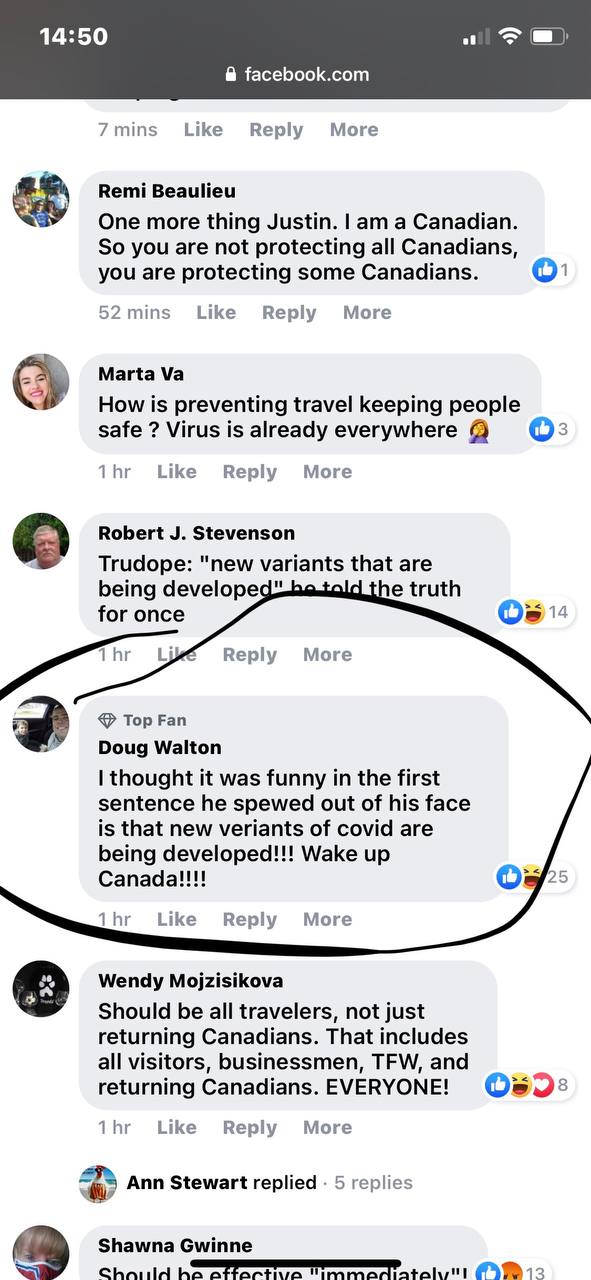 14:50
facebook.com
7 mins Like Reply More
Remi Beaulieu
One more thing Justin. I am a Canadian.
So you are not protecting all Canadians,
you are protecting some Canadians.
1
52 mins Like Reply More
Marta Va
How is preventing travel keeping people
safe ? Virus is already everywhere 🤦‍♀️
3
1 hr Like Reply More
Robert J. Stevenson
Trudope: "new variants that are
being developed" he told the truth
for once
14
1 hr Like Reply More
Top Fan
Doug Walton
I thought it was funny in the first
sentence he spewed out of his face
is that new veriants of covid are
being developed!!! Wake up
Canada!!!!
25
1 hr Like Reply More
Wendy Mojzisikova
Should be all travelers, not just
returning Canadians. That includes
all visitors, businessmen, TFW, and
returning Canadians. EVERYONE!
8
1 hr Like Reply More
Ann Stewart replied · 5 replies
Shawna Gwinne
Should be effective "immediately"!
13